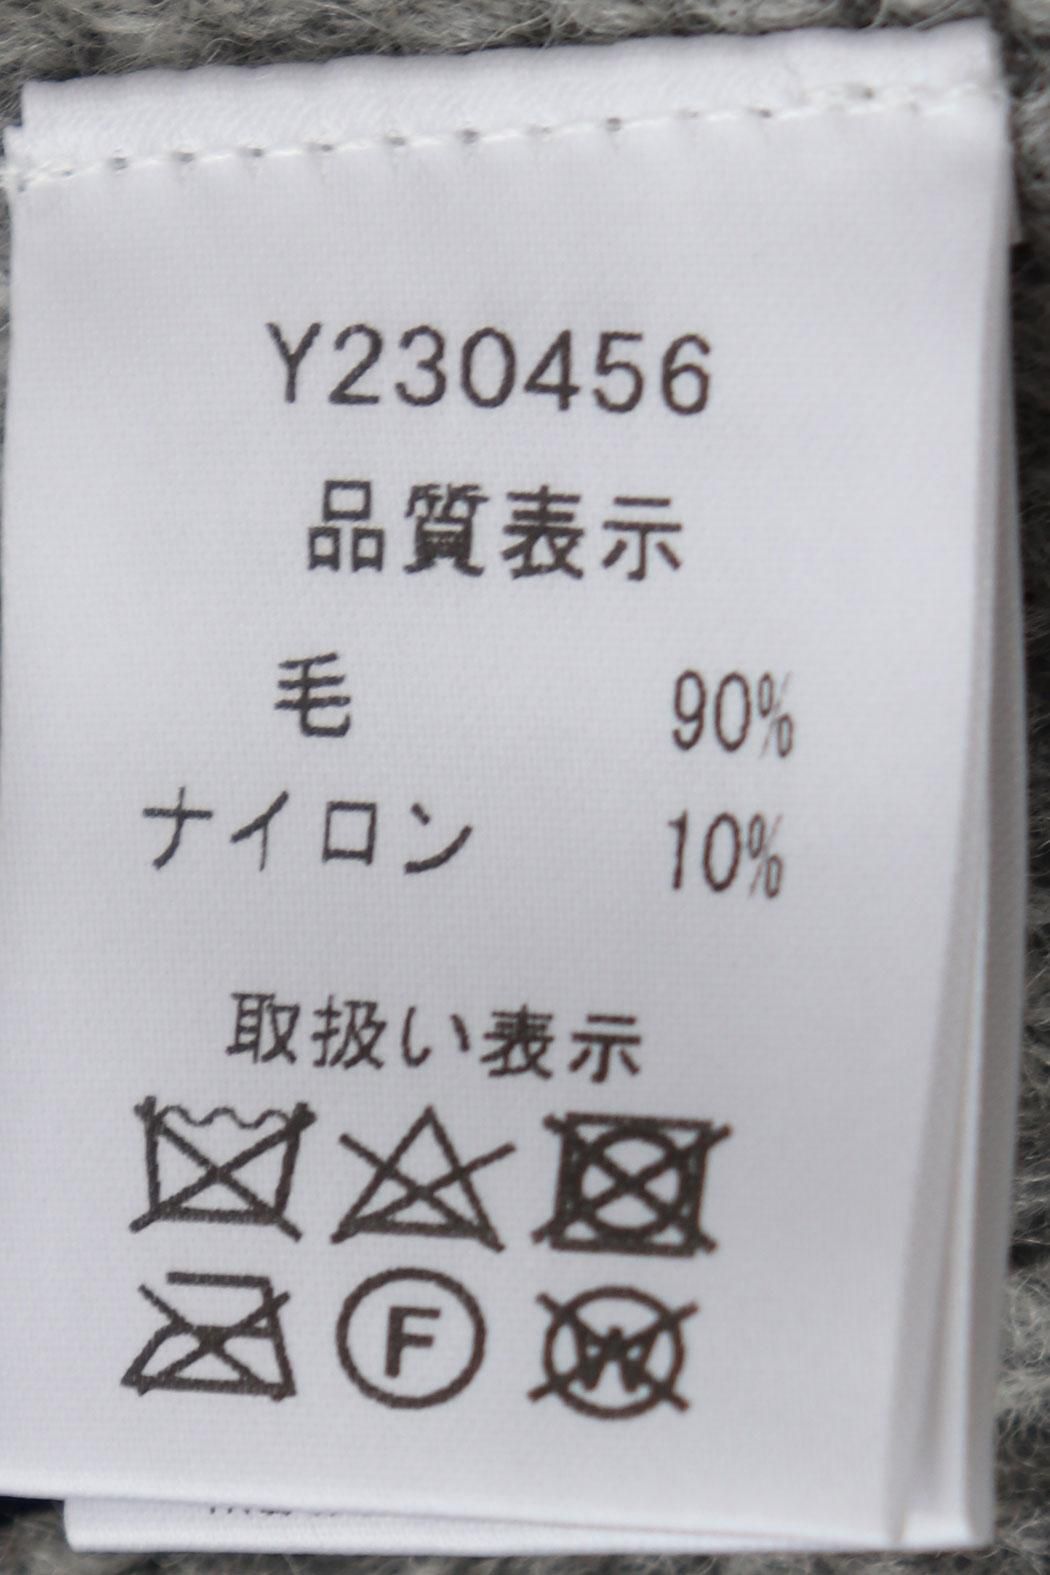 Y230456
品質表示
毛 90%
ナイロン 10%
取扱い表示
F
W